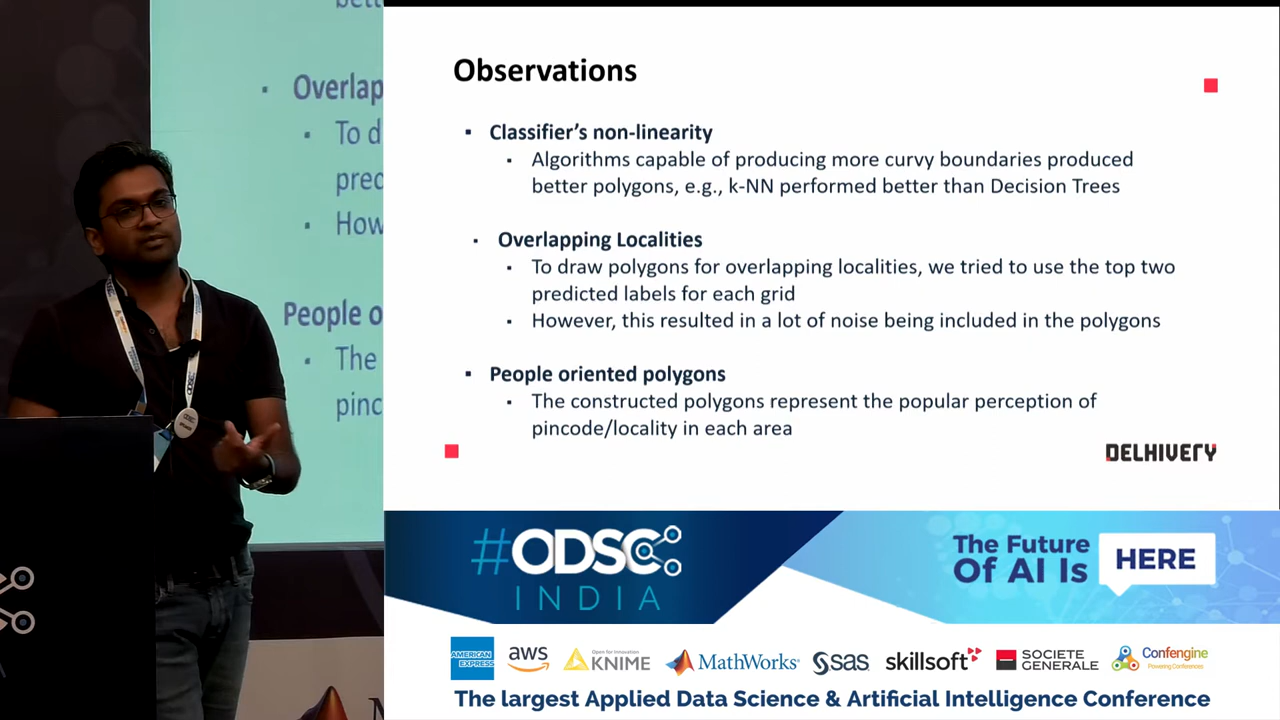 Overlap
To d
pred
How
People o
The
pinc
ODSC
Observations
▪ Classifier's non-linearity
▪ Algorithms capable of producing more curvy boundaries produced
better polygons, e.g., k-NN performed better than Decision Trees
▪ Overlapping Localities
▪ To draw polygons for overlapping localities, we tried to use the top two
predicted labels for each grid
▪ However, this resulted in a lot of noise being included in the polygons
▪ People oriented polygons
▪ The constructed polygons represent the popular perception of
pincode/locality in each area
DELHIVERY
#ODSC
INDIA
The Future
Of AI Is HERE
AMERICAN
EXPRESS
aws
Open for Innovation
KNIME
MathWorks
sas
skillsoft
SOCIETE
GENERALE
Confengine
Powering Conferences
The largest Applied Data Science & Artificial Intelligence Conference